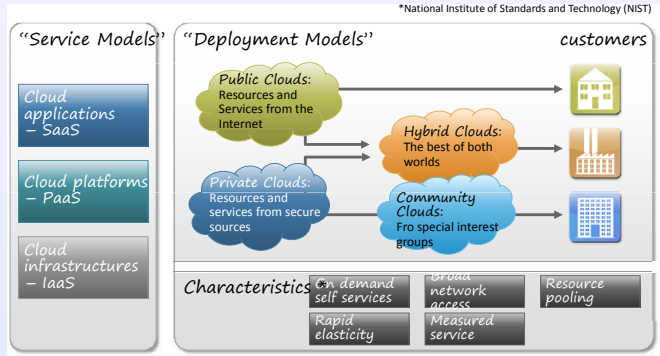 *National Institute of Standards and Technology (NIST)
“Service Models”
Cloud
applications
– SaaS
Cloud platforms
– PaaS
Cloud
infrastructures
– IaaS
“Deployment Models”
customers
Public Clouds:
Resources and
Services from the
Internet
Hybrid Clouds:
The best of both
worlds
Private Clouds:
Resources and
services from secure
sources
Community
Clouds:
Fro special interest
groups
Characteristics *
On demand
self services
Broad
network
access
Resource
pooling
Rapid
elasticity
Measured
service